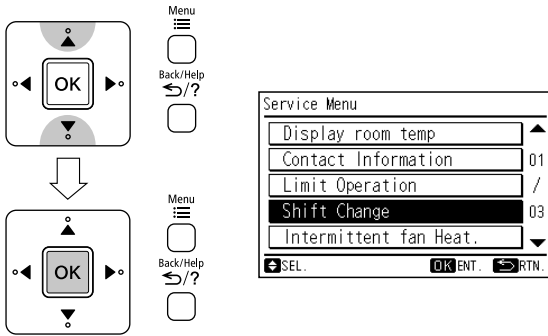 Menu
Back/Help
/?
OK
Menu
Back/Help
/?
OK
Service Menu
Display room temp
Contact Information
Limit Operation
Shift Change
Intermittent fan Heat.
01
/
03
SEL.
OK ENT.
RTN.